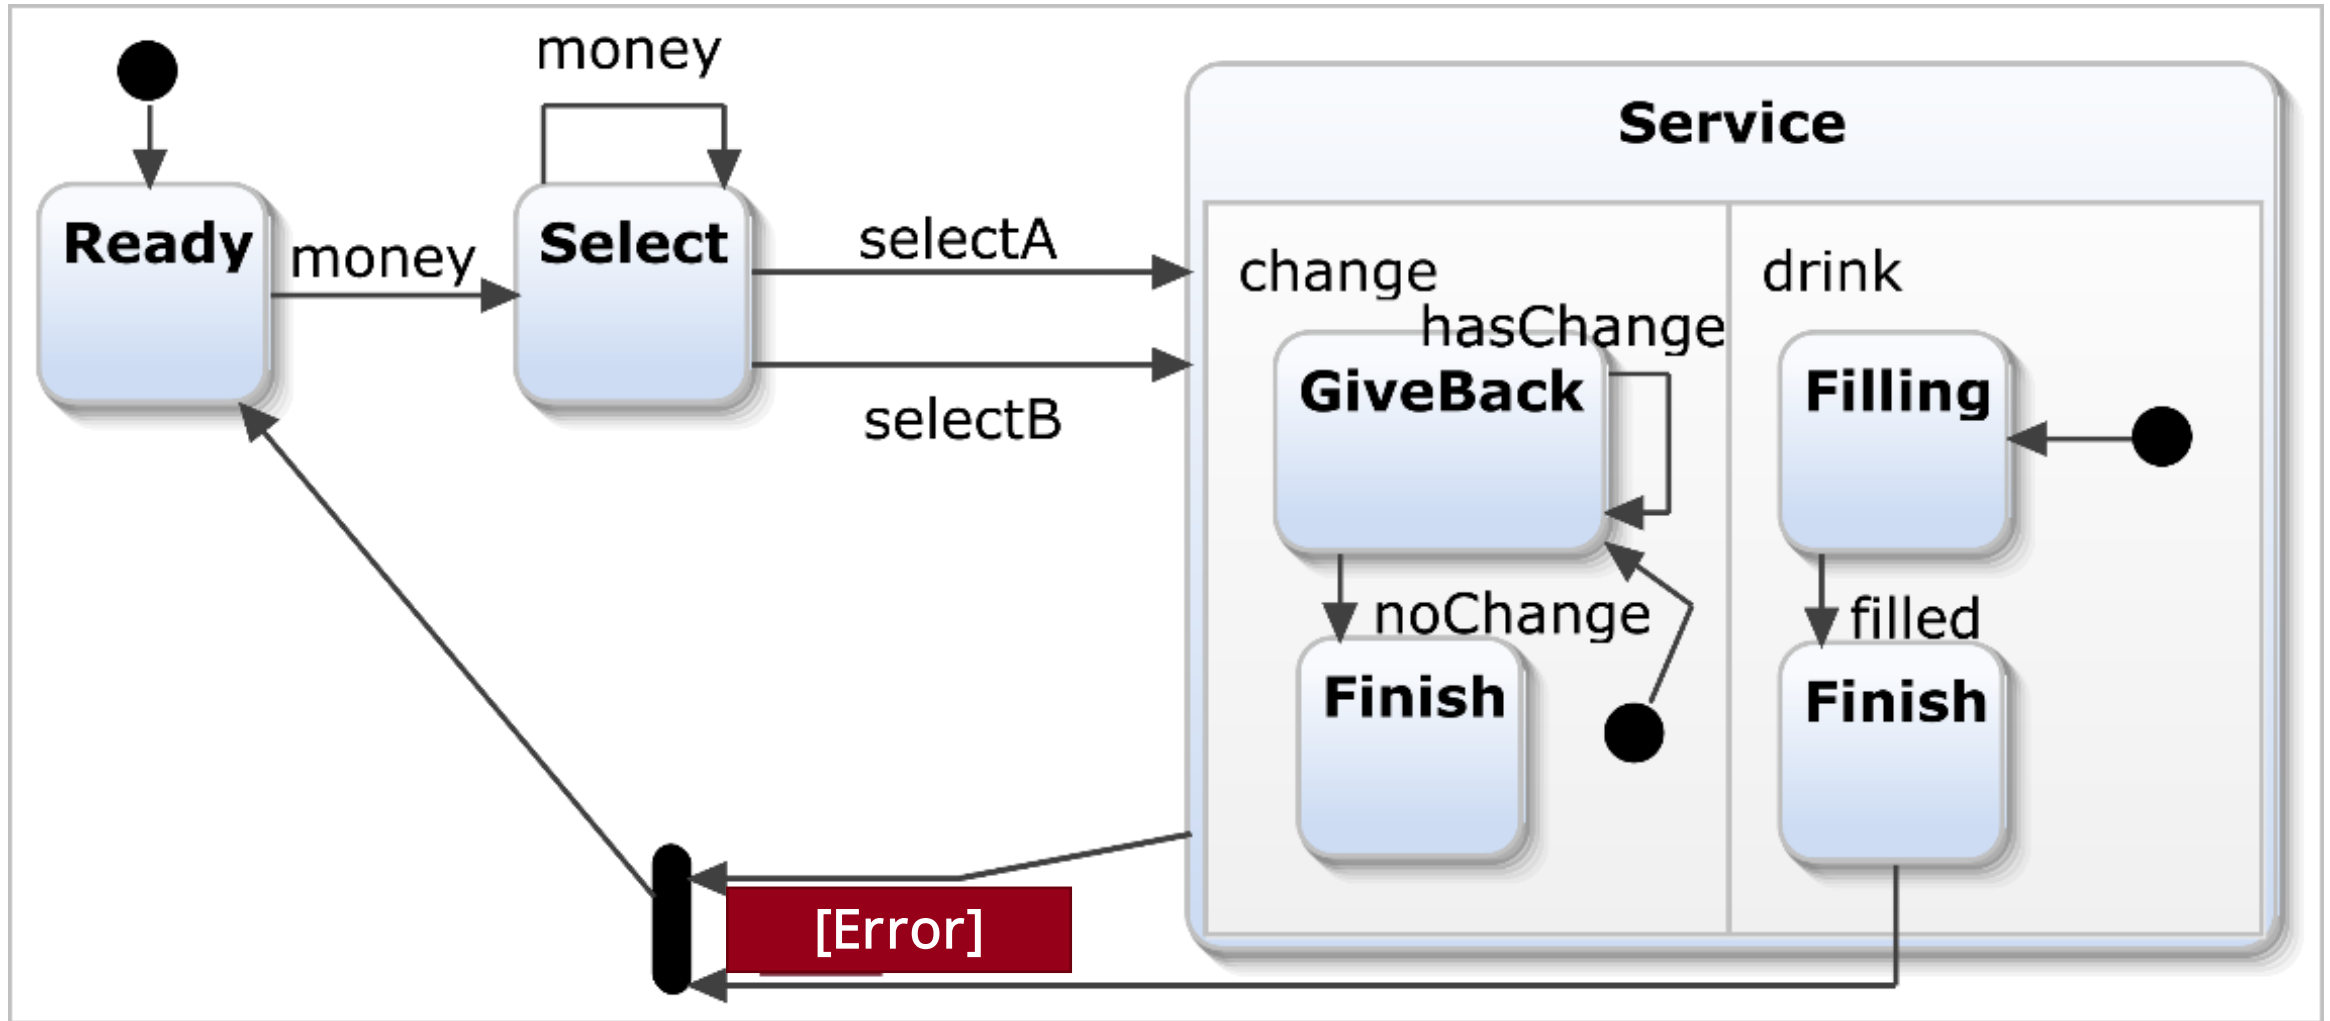 money
Service
Ready
money
Select
selectA
selectB
change
hasChange
GiveBack
noChange
Finish
drink
Filling
filled
Finish
[Error]